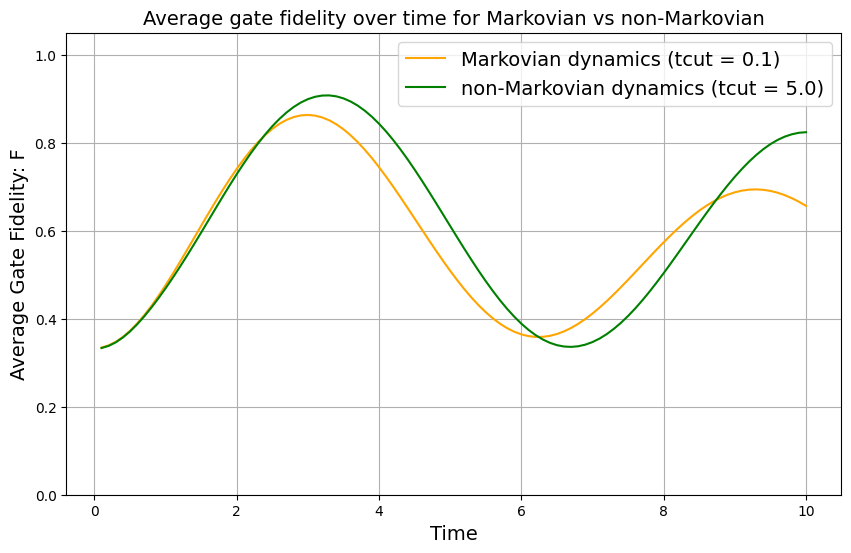 Average gate fidelity over time for Markovian vs non-Markovian
Markovian dynamics (tcut = 0.1)
non-Markovian dynamics (tcut = 5.0)
Average Gate Fidelity: F
1.0
0.8
0.6
0.4
0.2
0.0
0 2 4 6 8 10
Time